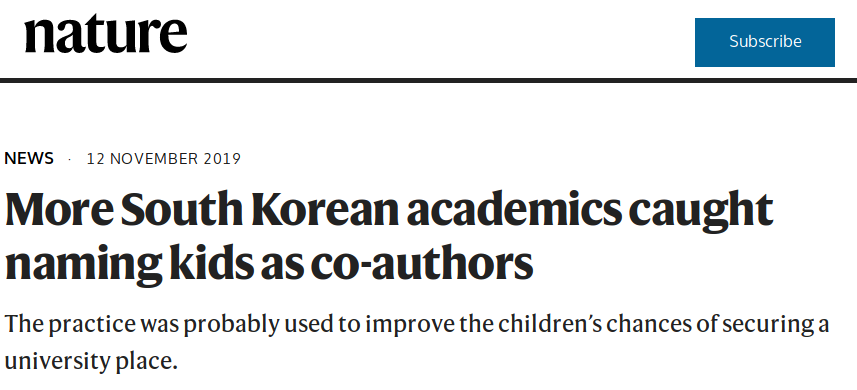 nature
Subscribe
NEWS · 12 NOVEMBER 2019
More South Korean academics caught
naming kids as co-authors
The practice was probably used to improve the children’s chances of securing a
university place.